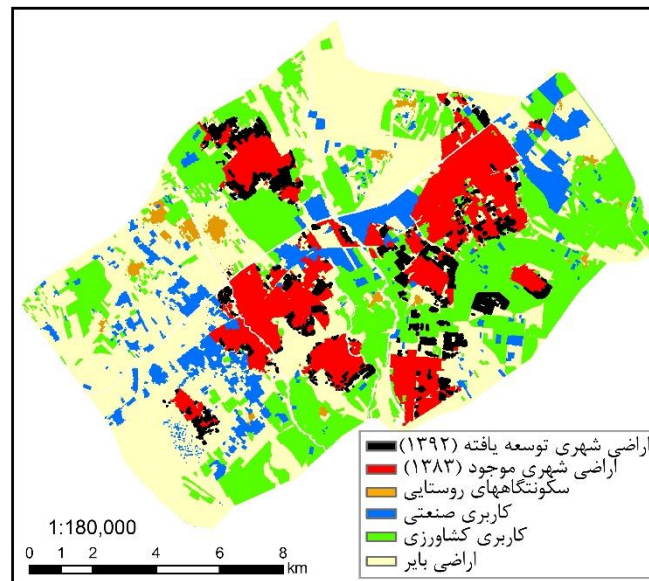 اراضی شهری توسعه یافته (۱۳۹۲)
اراضی شهری موجود (۱۳۸۳)
سکونتگاههای روستایی
کاربری صنعتی
کاربری کشاورزی
اراضی بایر
1:180,000
0 1 2 4 6 8
km